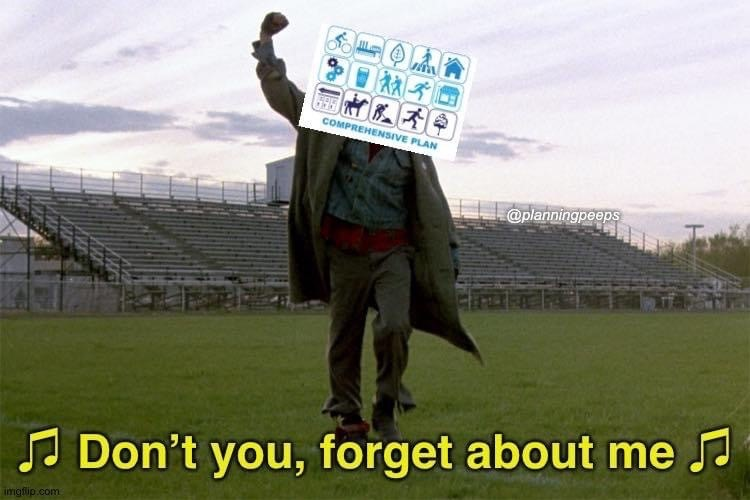 COMPREHENSIVE PLAN
@planningpeeps
♫ Don't you, forget about me ♫
imgflip.com